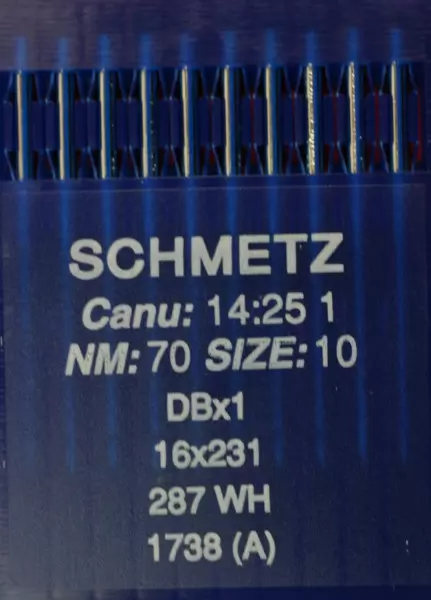 SCHMETZ
Canu: 14:25 1
NM: 70 SIZE: 10
DBx1
16x231
287 WH
1738 (A)